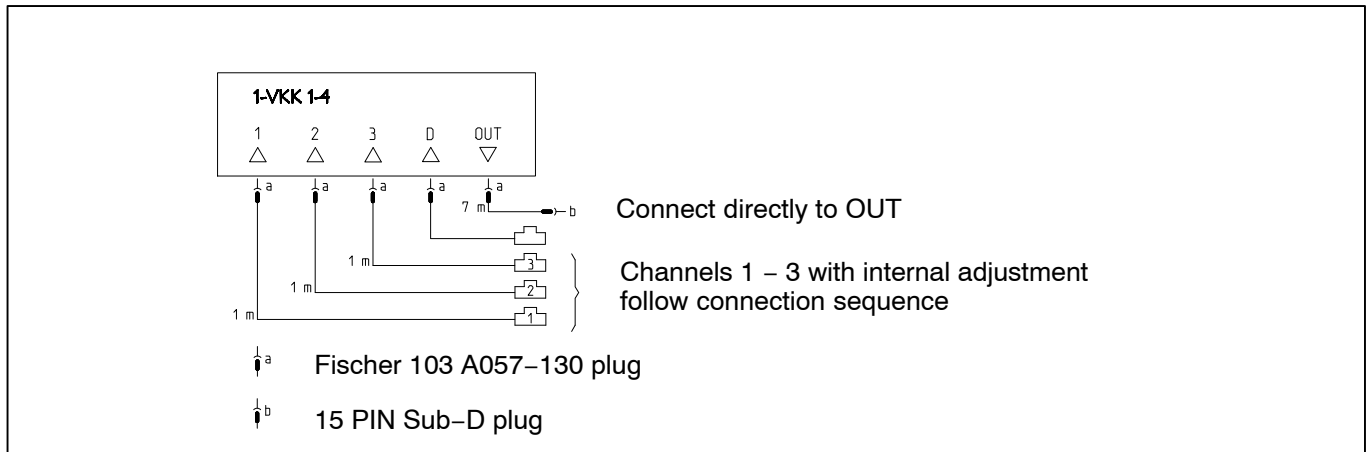 1-VKK 1-4
1 2 3 D OUT
a a a a a
7 m b Connect directly to OUT
1 m 3
Channels 1 – 3 with internal adjustment
1 m 2
follow connection sequence
1 m 1
a Fischer 103 A057–130 plug
b 15 PIN Sub–D plug